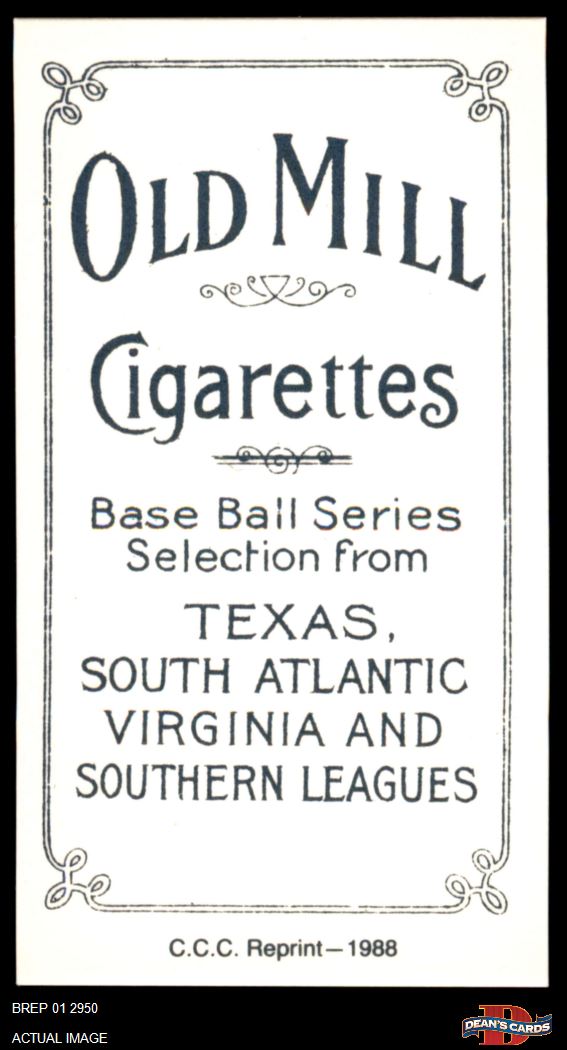 OLD MILL
Cigarettes
Base Ball Series
Selection from
TEXAS,
SOUTH ATLANTIC
VIRGINIA AND
SOUTHERN LEAGUES
C.C.C. Reprint—1988
BREP 01 2950
ACTUAL IMAGE
D
DEAN'S CARDS